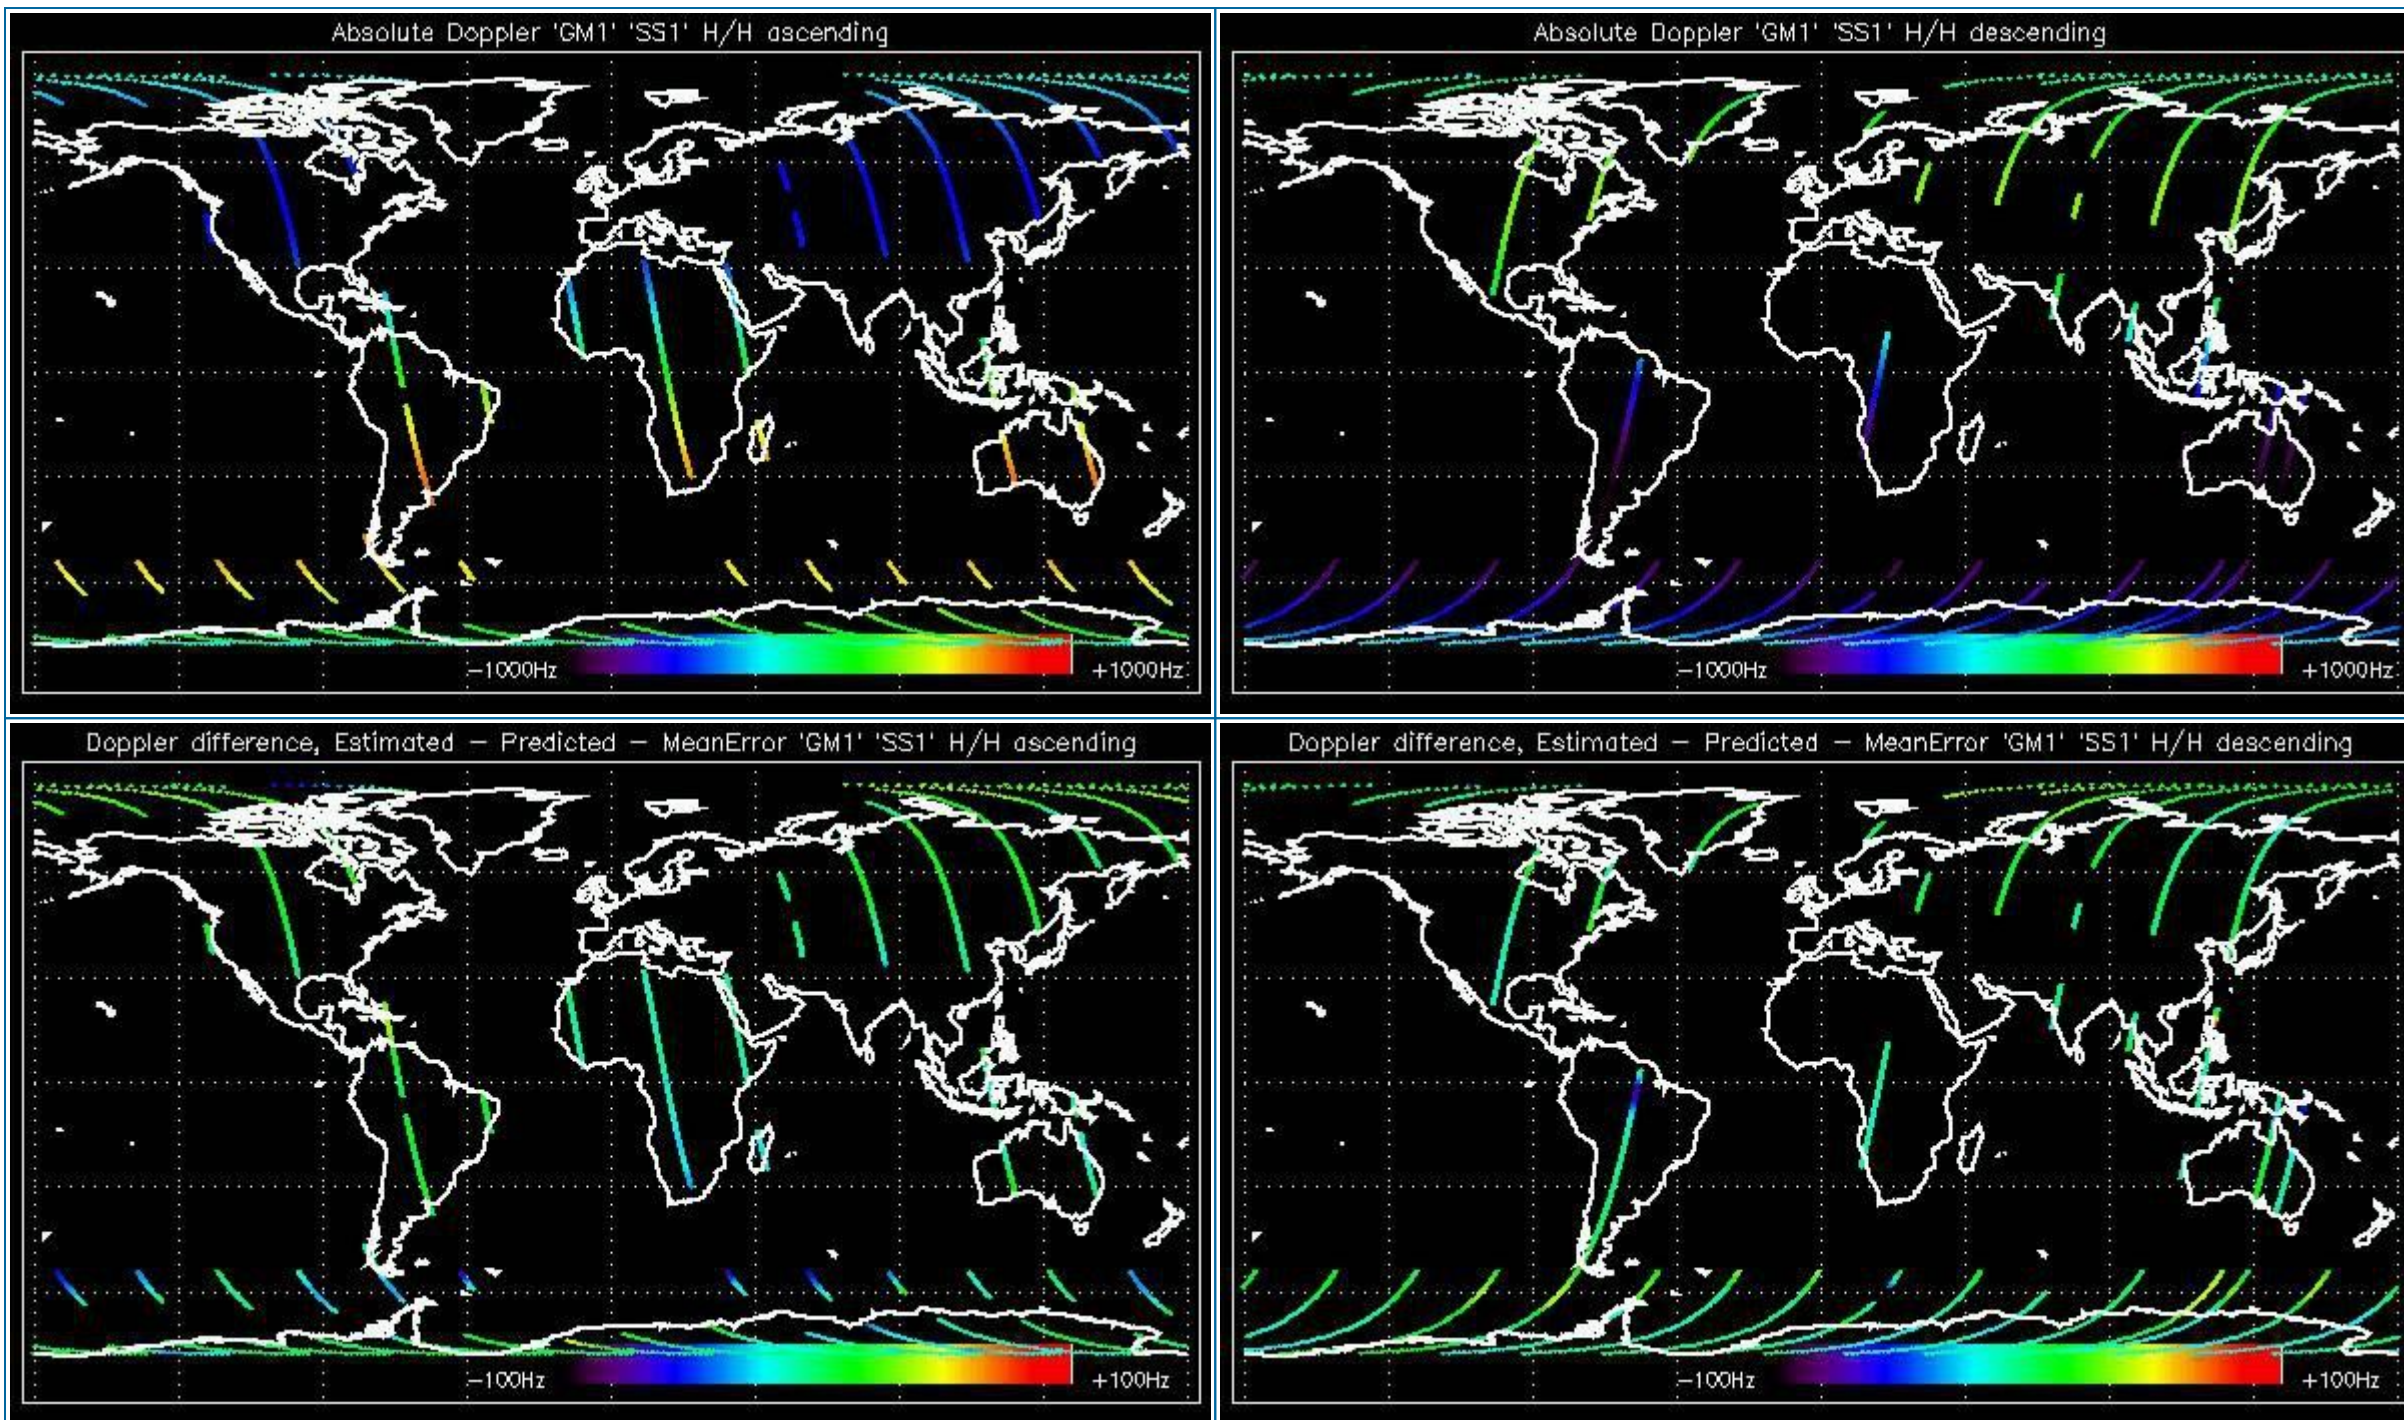 Absolute Doppler 'GM1' 'SS1' H/H ascending
−1000Hz
+1000Hz
Absolute Doppler 'GM1' 'SS1' H/H descending
−1000Hz
+1000Hz
Doppler difference, Estimated − Predicted − MeanError 'GM1' 'SS1' H/H ascending
−100Hz
+100Hz
Doppler difference, Estimated − Predicted − MeanError 'GM1' 'SS1' H/H descending
−100Hz
+100Hz